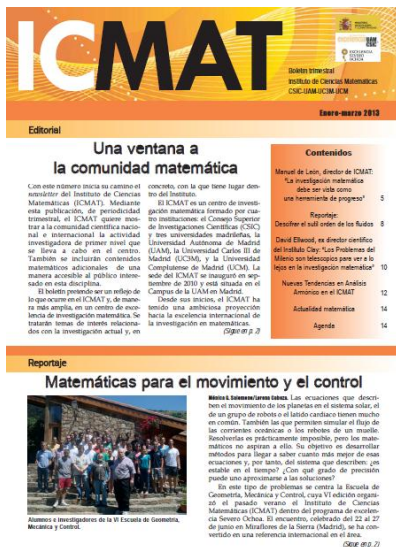 ICMAT
EXCELENCIA
SEVERO
OCHOA
UAM
CSIC
Boletín trimestral
Instituto de Ciencias Matemáticas
CSIC-UAM-UC3M-UCM
Enero-marzo 2013
Editorial
Una ventana a
la comunidad matemática
Con este número inicia su camino el
newsletter del Instituto de Ciencias
Matemáticas (ICMAT). Mediante
esta publicación, de periodicidad
trimestral, el ICMAT quiere mos-
trar a la comunidad científica nacio-
nal e internacional la actividad
investigadora de primer nivel que
se lleva a cabo en el centro.
También se incluirán contenidos
matemáticos adicionales de una
manera accesible al público intere-
sado en esta disciplina.
El boletín pretende ser un reflejo de
lo que ocurre en el ICMAT y, de mane-
ra más amplia, en un centro de exce-
lencia de investigación matemática. Se
tratarán temas de interés relaciona-
dos con la investigación actual y, en
concreto, con la que tiene lugar den-
tro del Instituto.
El ICMAT es un centro de investi-
gación matemática formado por cua-
tro instituciones: el Consejo Superior
de Investigaciones Científicas (CSIC)
y tres universidades madrileñas, la
Universidad Autónoma de Madrid
(UAM), la Universidad Carlos III de
Madrid (UC3M), y la Universidad
Complutense de Madrid (UCM). La
sede del ICMAT se inauguró en sep-
tiembre de 2010 y está situada en el
Campus de la UAM en Madrid.
Desde sus inicios, el ICMAT ha
tenido una ambiciosa proyección
hacia la excelencia internacional de
la investigación en matemáticas.
(Sigue en p. 2)
Contenidos
Manuel de León, director de ICMAT:
"La investigación matemática
debe ser vista como
una herramienta de progreso" 5
Reportaje:
Descifrar el sutil orden de los fluidos 8
David Ellwood, ex director científico
del Instituto Clay: "Los Problemas del
Milenio son telescopios para ver a lo
lejos en la investigación matemática" 10
Nuevas Tendencias en Análisis
Armónico en el ICMAT 12
Actualidad matemática 14
Agenda 14
Reportaje
Matemáticas para el movimiento y el control
Alumnos e investigadores de la VI Escuela de Geometría,
Mecánica y Control.
Mónica G. Salomone/Lorena Cabeza. Las ecuaciones que descri-
ben el movimiento de los planetas en el sistema solar, el
de un grupo de robots o el latido cardiaco tienen mucho
en común. También las que permiten simular el flujo de
las corrientes oceánicas o los rebotes de un muelle.
Resolverlas es prácticamente imposible, pero los mate-
máticos no aspiran a ello. Su objetivo es desarrollar
métodos para llegar a saber cuanto más mejor de esas
ecuaciones y, por tanto, del sistema que describen: ¿es
estable en el tiempo? ¿Con qué grado de precisión
puede uno aproximarse a las soluciones?
En este tipo de problemas se centra la Escuela de
Geometría, Mecánica y Control, cuya VI edición organi-
zó el pasado verano el Instituto de Ciencias
Matemáticas (ICMAT) dentro del programa de excelen-
cia Severo Ochoa. El encuentro, celebrado del 22 al 27
de junio en Miraflores de la Sierra (Madrid), se ha con-
vertido en una referencia internacional en el área.
(Sigue en p. 2)